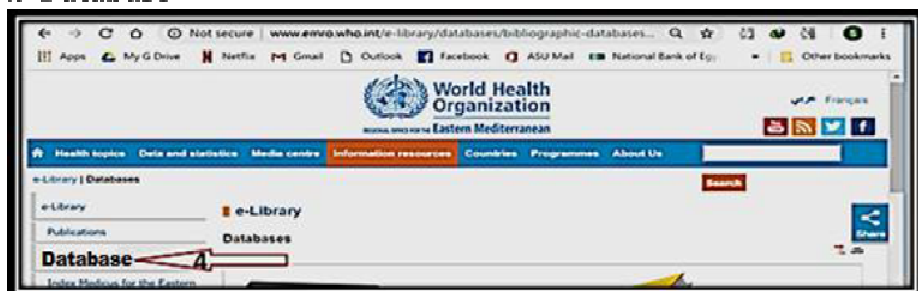 Not secure | www.emro.who.int/e-library/databases/bibliographic-databases...
Apps My G Drive Netflix Gmail Outlook Facebook ASU Mail National Bank of Eg Other bookmarks
World Health
Organization
Eastern Mediterranean
Français
Health topics Data and statistics Media centre Information resources Countries Programmes About Us
e-Library | Databases
Search
e-Library
e-Library
Publications
Share
Databases
Database 4
Index Medicus for the Eastern